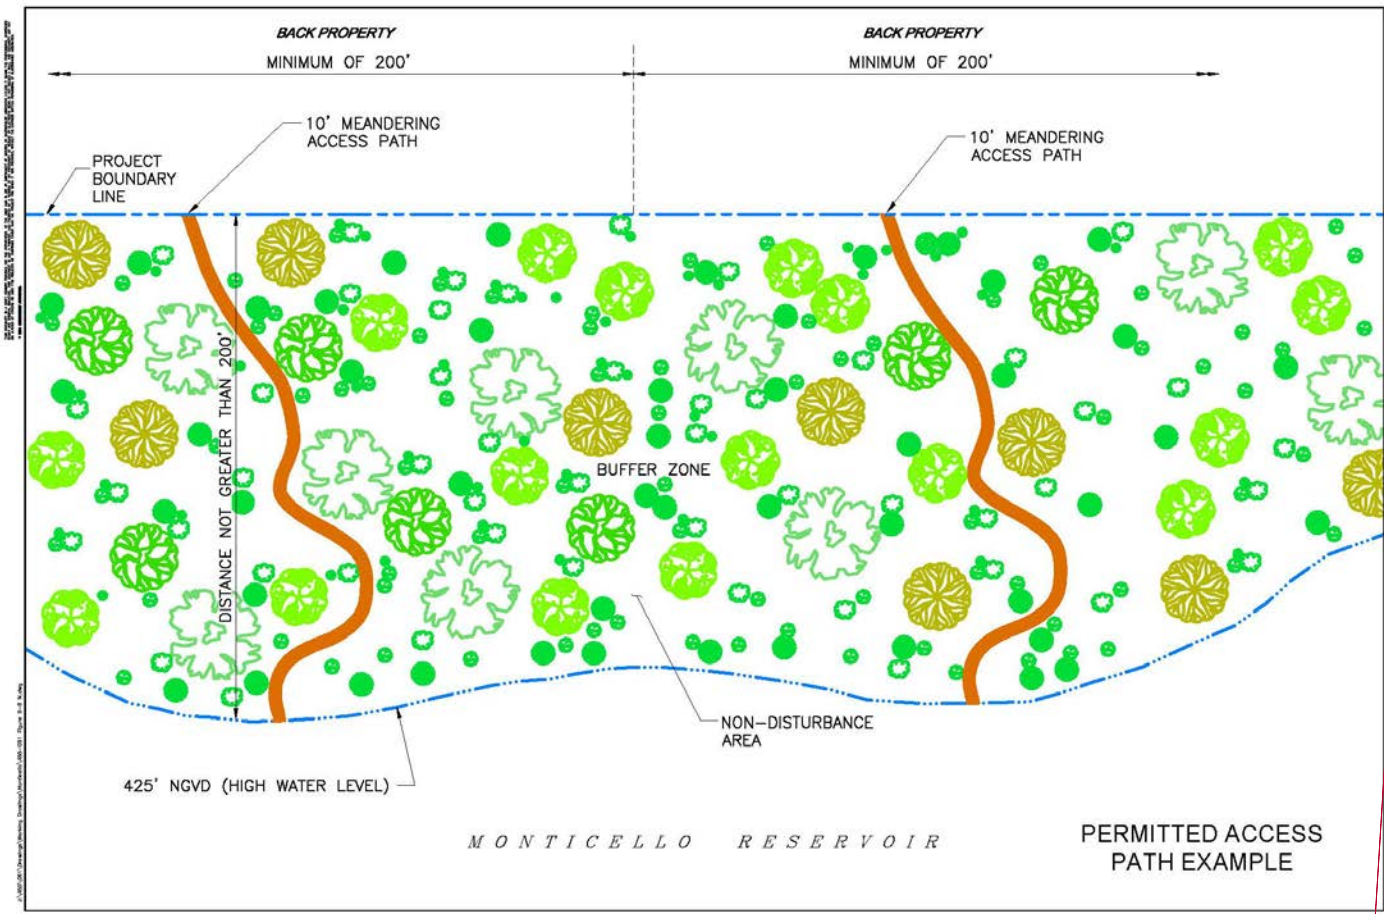 BACK PROPERTY
BACK PROPERTY
MINIMUM OF 200'
MINIMUM OF 200'
10' MEANDERING
ACCESS PATH
10' MEANDERING
ACCESS PATH
PROJECT
BOUNDARY
LINE
DISTANCE NOT GREATER THAN 200'
BUFFER ZONE
NON-DISTURBANCE
AREA
425' NGVD (HIGH WATER LEVEL)
MONTICELLO RESERVOIR
PERMITTED ACCESS
PATH EXAMPLE